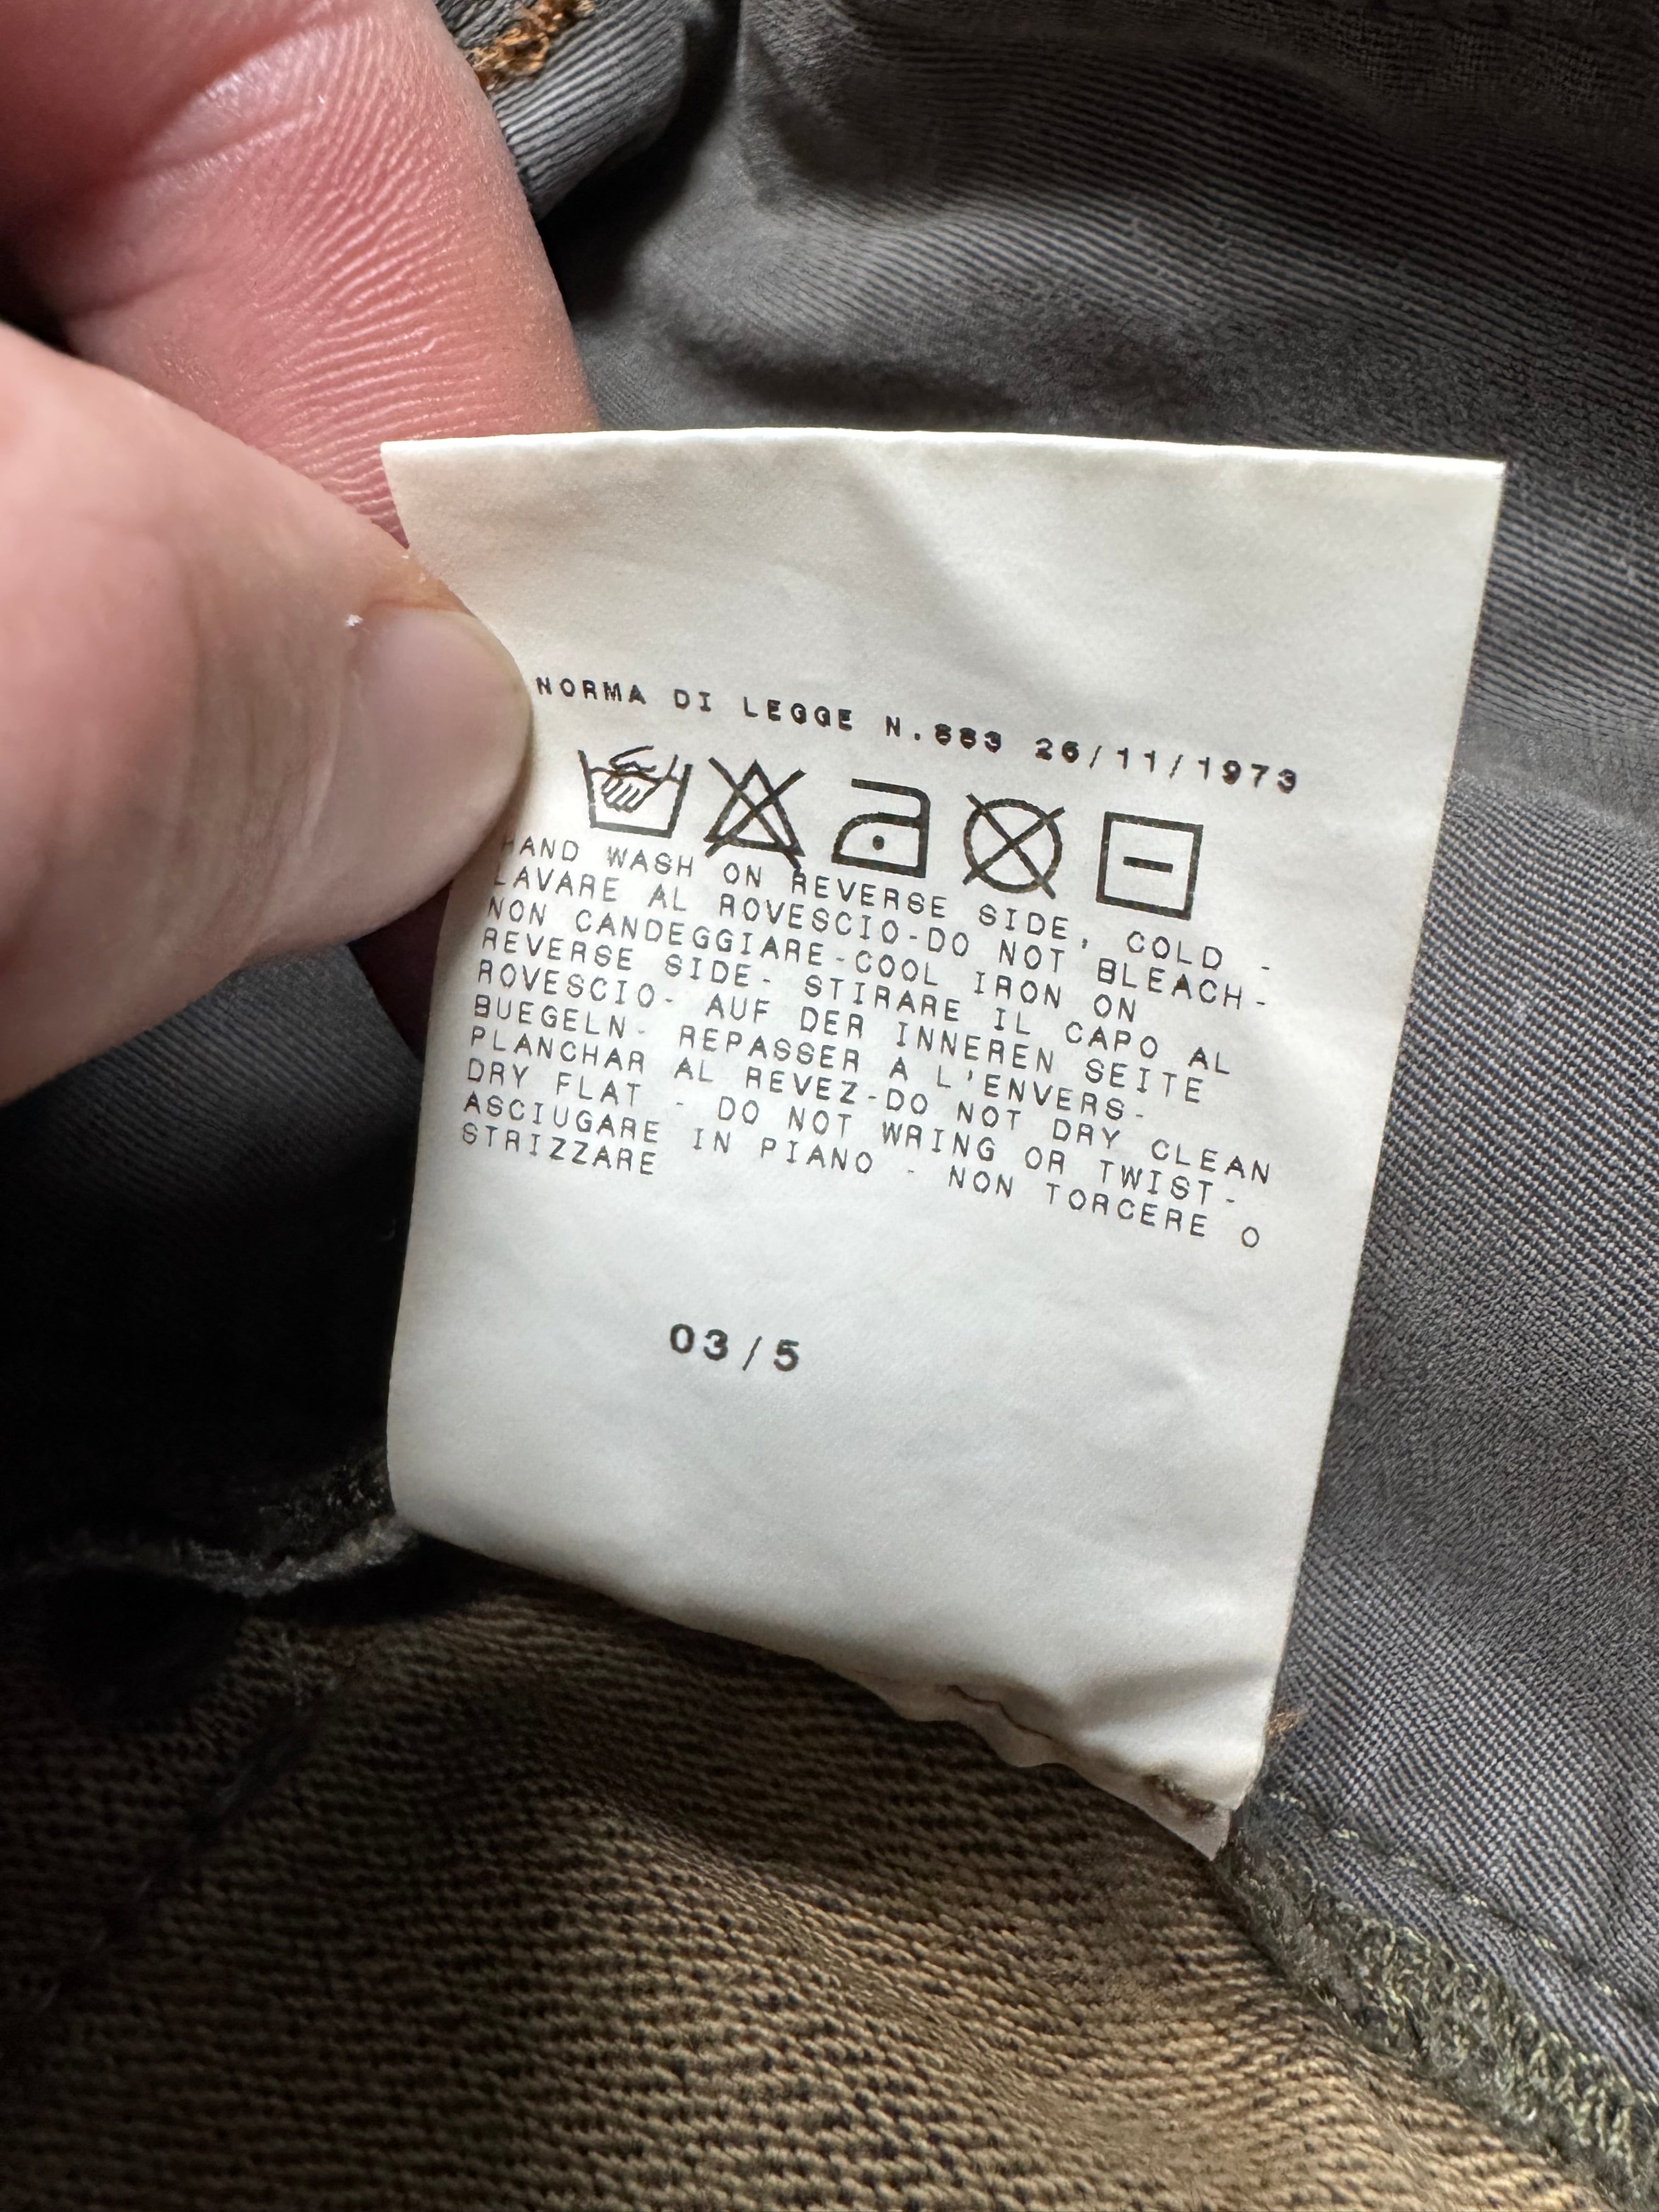 NORMA DI LEGGE N.883 26/11/1973
HAND WASH ON REVERSE SIDE, COLD -
LAVARE AL ROVESCIO-DO NOT BLEACH-
NON CANDEGGIARE-COOL IRON ON
REVERSE SIDE- STIRARE IL CAPO AL
ROVESCIO- AUF DER INNEREN SEITE
BUEGELN- REPASSER A L'ENVERS-
PLANCHAR AL REVEZ-DO NOT DRY CLEAN
DRY FLAT - DO NOT WRING OR TWIST-
ASCIUGARE IN PIANO - NON TORCERE O
STRIZZARE
03/5